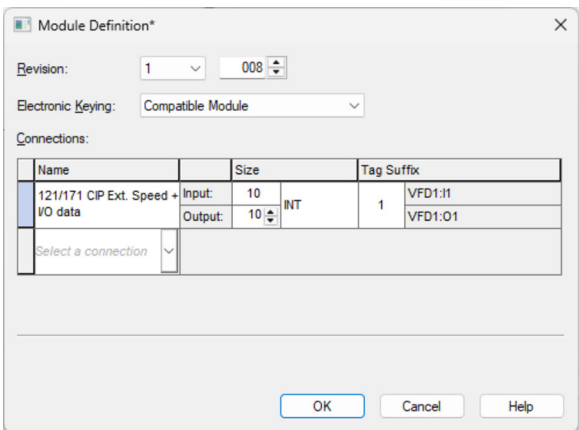 Module Definition*
Revision: 1 008
Electronic Keying: Compatible Module
Connections:
Name Size Tag Suffix
121/171 CIP Ext. Speed + Input: 10 INT 1 VFD1:I1
I/O data Output: 10 VFD1:O1
Select a connection
OK Cancel Help